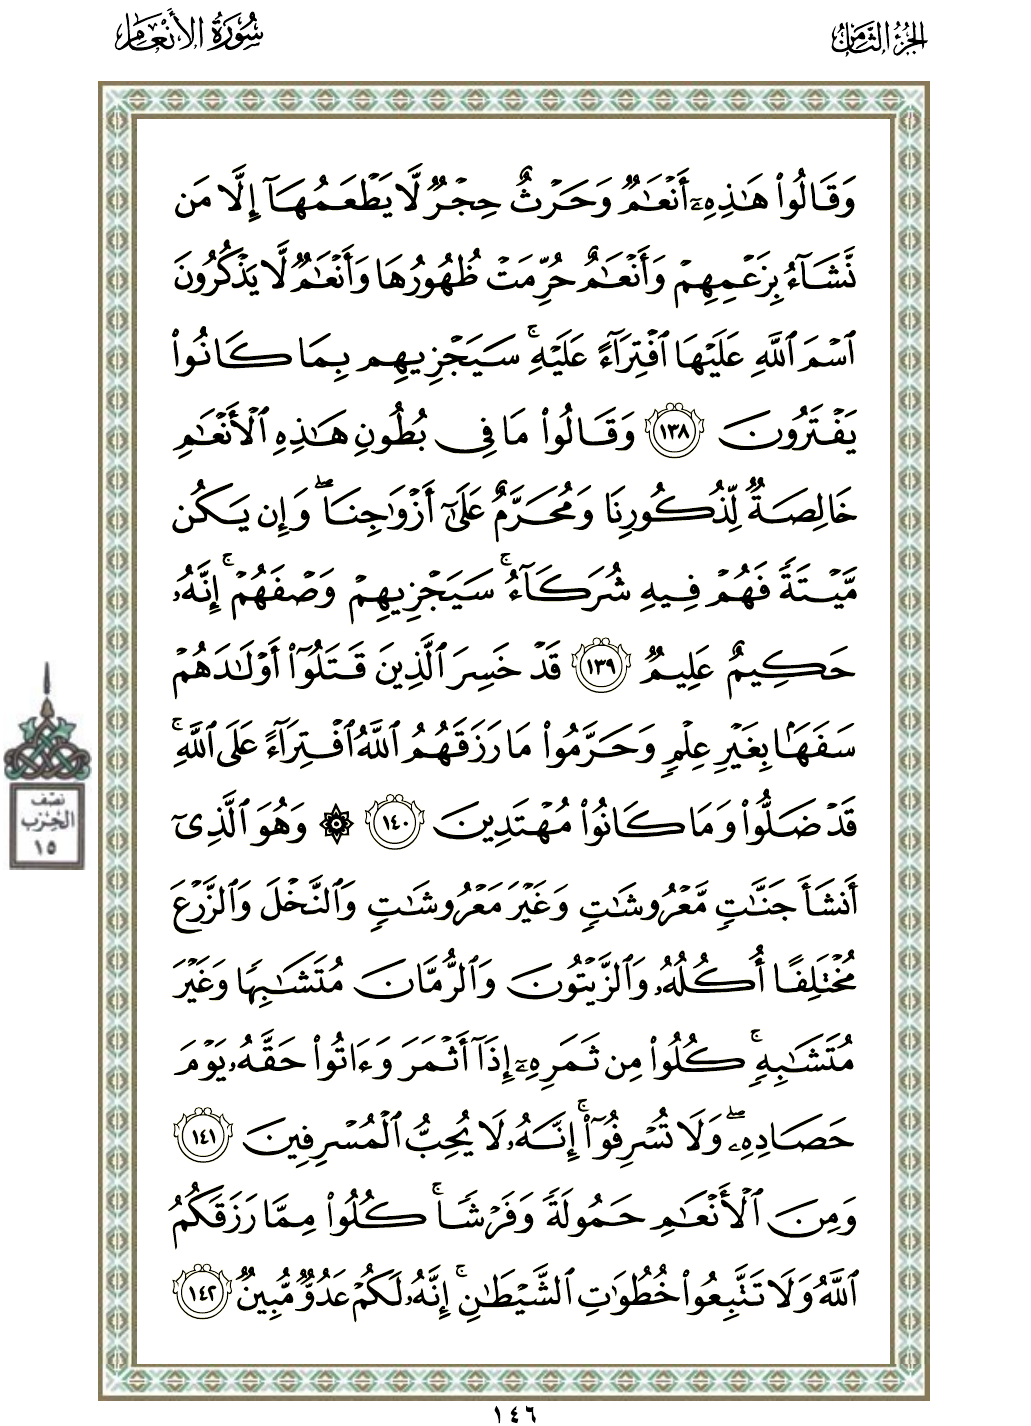 الجزء الثامن
سورة الأنعام
وَقَالُوا۟ هَـٰذِهِۦٓ أَنْعَـٰمٌۭ وَحَرْثٌ حِجْرٌۭ لَّا يَطْعَمُهَآ إِلَّا مَن
نَّشَآءُ بِزَعْمِهِمْ وَأَنْعَـٰمٌ حُرِّمَتْ ظُهُورُهَا وَأَنْعَـٰمٌۭ لَّا يَذْكُرُونَ
ٱسْمَ ٱللَّهِ عَلَيْهَا ٱفْتِرَآءً عَلَيْهِ ۚ سَيَجْزِيهِم بِمَا كَانُوا۟
يَفْتَرُونَ ١٣٨ وَقَالُوا۟ مَا فِى بُطُونِ هَـٰذِهِ ٱلْأَنْعَـٰمِ
خَالِصَةٌۭ لِّذُكُورِنَا وَمُحَرَّمٌ عَلَىٰٓ أَزْوَٰجِنَا ۖ وَإِن يَكُن
مَّيْتَةًۭ فَهُمْ فِيهِ شُرَكَآءُ ۚ سَيَجْزِيهِمْ وَصْفَهُمْ ۚ إِنَّهُۥ
حَكِيمٌ عَلِيمٌۭ ١٣٩ قَدْ خَسِرَ ٱلَّذِينَ قَتَلُوٓا۟ أَوْلَـٰدَهُمْ
سَفَهًۢا بِغَيْرِ عِلْمٍۢ وَحَرَّمُوا۟ مَا رَزَقَهُمُ ٱللَّهُ ٱفْتِرَآءً عَلَى ٱللَّهِ ۚ
قَدْ ضَلُّوا۟ وَمَا كَانُوا۟ مُهْتَدِينَ ١٤٠ ۞ وَهُوَ ٱلَّذِىٓ
أَنشَأَ جَنَّـٰتٍۢ مَّعْرُوشَـٰتٍۢ وَغَيْرَ مَعْرُوشَـٰتٍۢ وَٱلنَّخْلَ وَٱلزَّرْعَ
مُخْتَلِفًا أُكُلُهُۥ وَٱلزَّيْتُونَ وَٱلرُّمَّانَ مُتَشَـٰبِهًۭا وَغَيْرَ
مُتَشَـٰبِهٍۢ ۚ كُلُوا۟ مِن ثَمَرِهِۦٓ إِذَآ أَثْمَرَ وَءَاتُوا۟ حَقَّهُۥ يَوْمَ
حَصَادِهِۦ ۖ وَلَا تُسْرِفُوٓا۟ ۚ إِنَّهُۥ لَا يُحِبُّ ٱلْمُسْرِفِينَ ١٤١
وَمِنَ ٱلْأَنْعَـٰمِ حَمُولَةًۭ وَفَرْشًۭا ۚ كُلُوا۟ مِمَّا رَزَقَكُمُ
ٱللَّهُ وَلَا تَتَّبِعُوا۟ خُطُوَٰتِ ٱلشَّيْطَـٰنِ ۚ إِنَّهُۥ لَكُمْ عَدُوٌّۭ مُّبِينٌۭ ١٤٢
نصف
الحزب
١٥
١٤٦